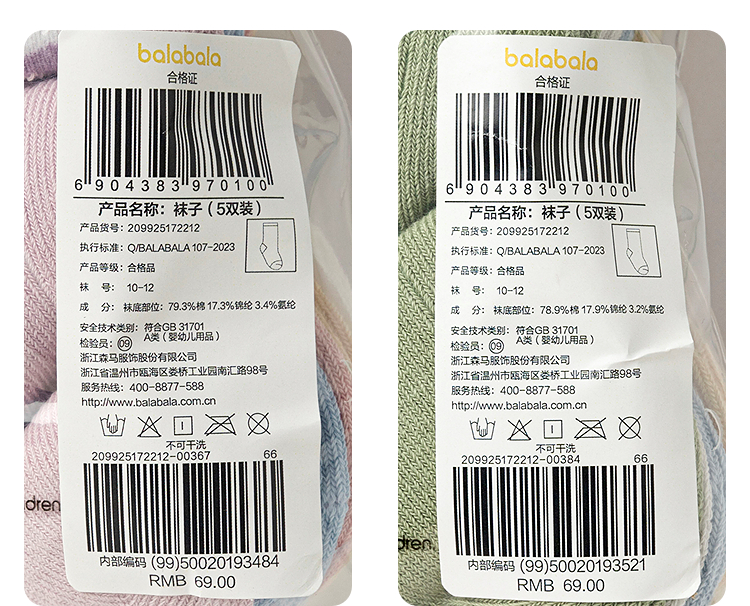 balabala
合格证
6 904383 970100
产品名称：袜子（5双装）
产品货号：209925172212
执行标准：Q/BALABALA 107-2023
产品等级：合格品
袜　号：10-12
成　分：袜底部位：79.3%棉 17.3%锦纶 3.4%氨纶
安全技术类别：符合GB 31701
A类（婴幼儿用品）
检验员：09
浙江森马服饰股份有限公司
浙江省温州市瓯海区娄桥工业园南汇路98号
服务热线：400-8877-588
http://www.balabala.com.cn
不可干洗
209925172212-00367 66
内部编码 (99)50020193484
RMB 69.00
dren
balabala
合格证
6 904383 970100
产品名称：袜子（5双装）
产品货号：209925172212
执行标准：Q/BALABALA 107-2023
产品等级：合格品
袜　号：10-12
成　分：袜底部位：78.9%棉 17.9%锦纶 3.2%氨纶
安全技术类别：符合GB 31701
A类（婴幼儿用品）
检验员：09
浙江森马服饰股份有限公司
浙江省温州市瓯海区娄桥工业园南汇路98号
服务热线：400-8877-588
http://www.balabala.com.cn
不可干洗
209925172212-00384 66
内部编码 (99)50020193521
RMB 69.00
dren